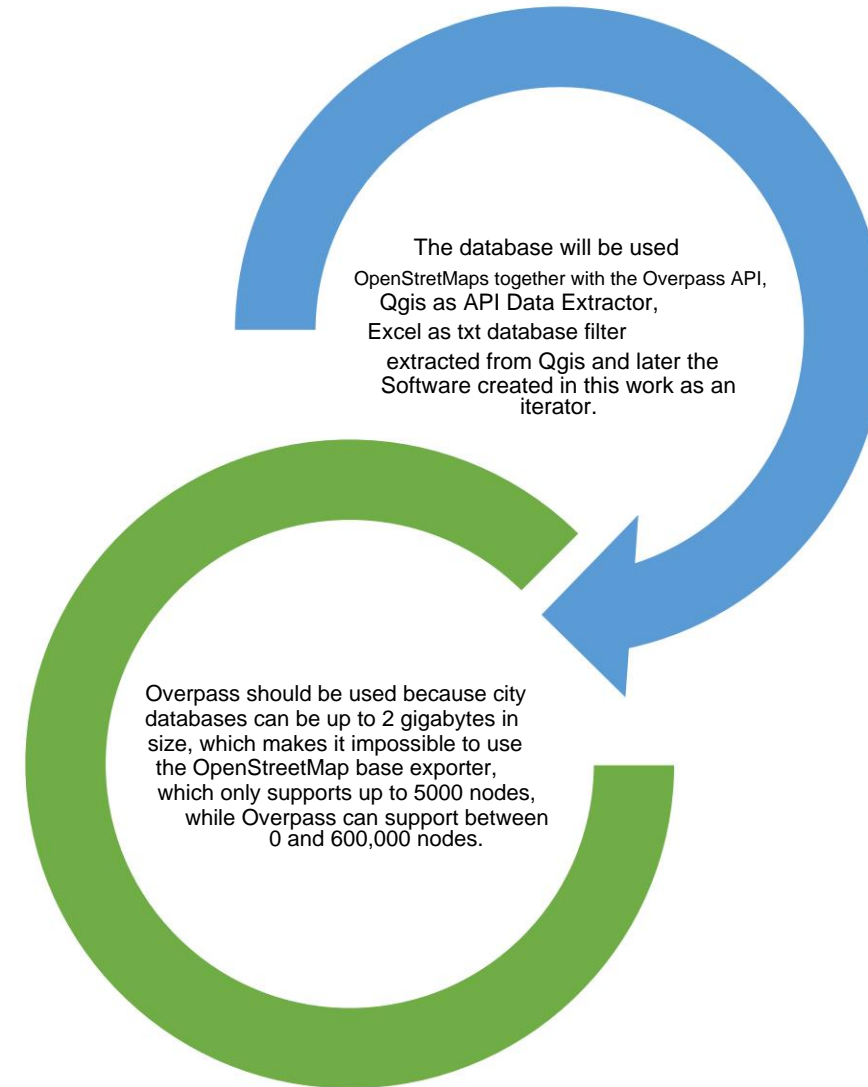 The database will be used
OpenStretMaps together with the Overpass API,
Qgis as API Data Extractor,
Excel as txt database filter
extracted from Qgis and later the
Software created in this work as an
iterator.
Overpass should be used because city
databases can be up to 2 gigabytes in
size, which makes it impossible to use
the OpenStreetMap base exporter,
which only supports up to 5000 nodes,
while Overpass can support between
0 and 600,000 nodes.